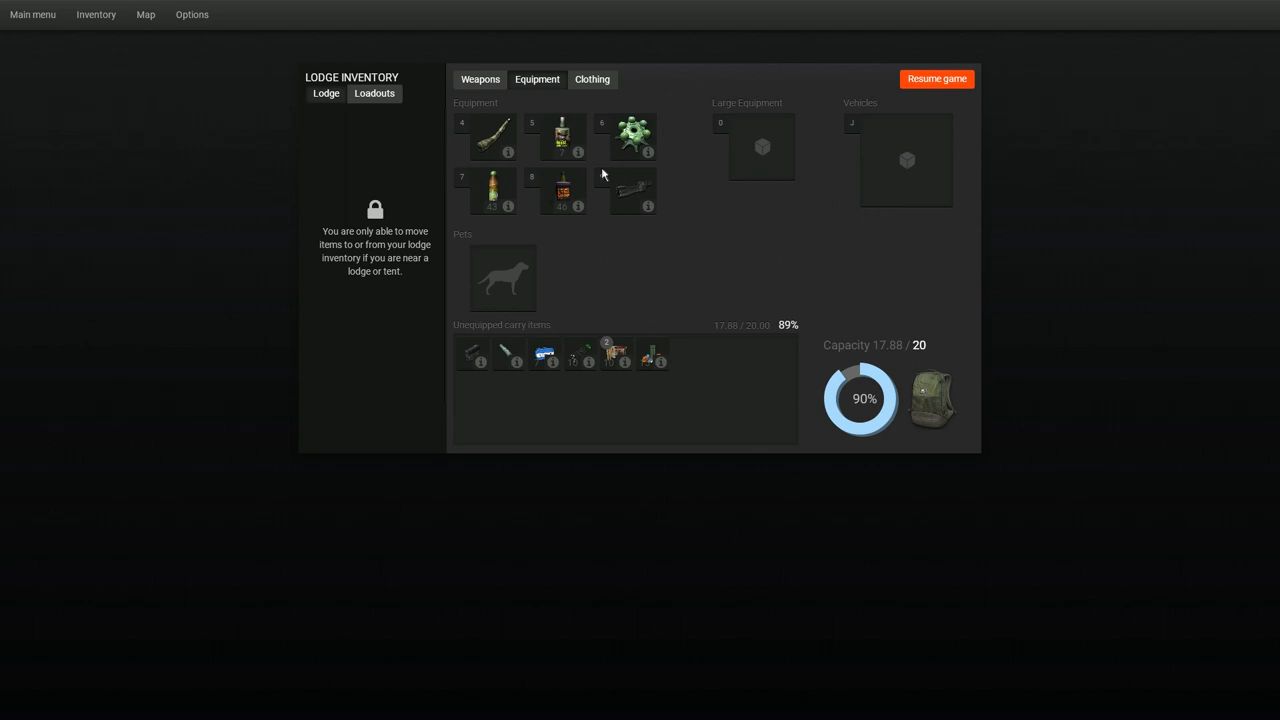 Main menu
Inventory
Map
Options
LODGE INVENTORY
Lodge
Loadouts
You are only able to move
items to or from your lodge
inventory if you are near a
lodge or tent.
Weapons
Equipment
Clothing
Resume game
Equipment
Large Equipment
Vehicles
4
5
6
0
J
7
7
8
43
46
Pets
Unequipped carry items
17.88 / 20.00 89%
2
10
10
Capacity 17.88 / 20
90%